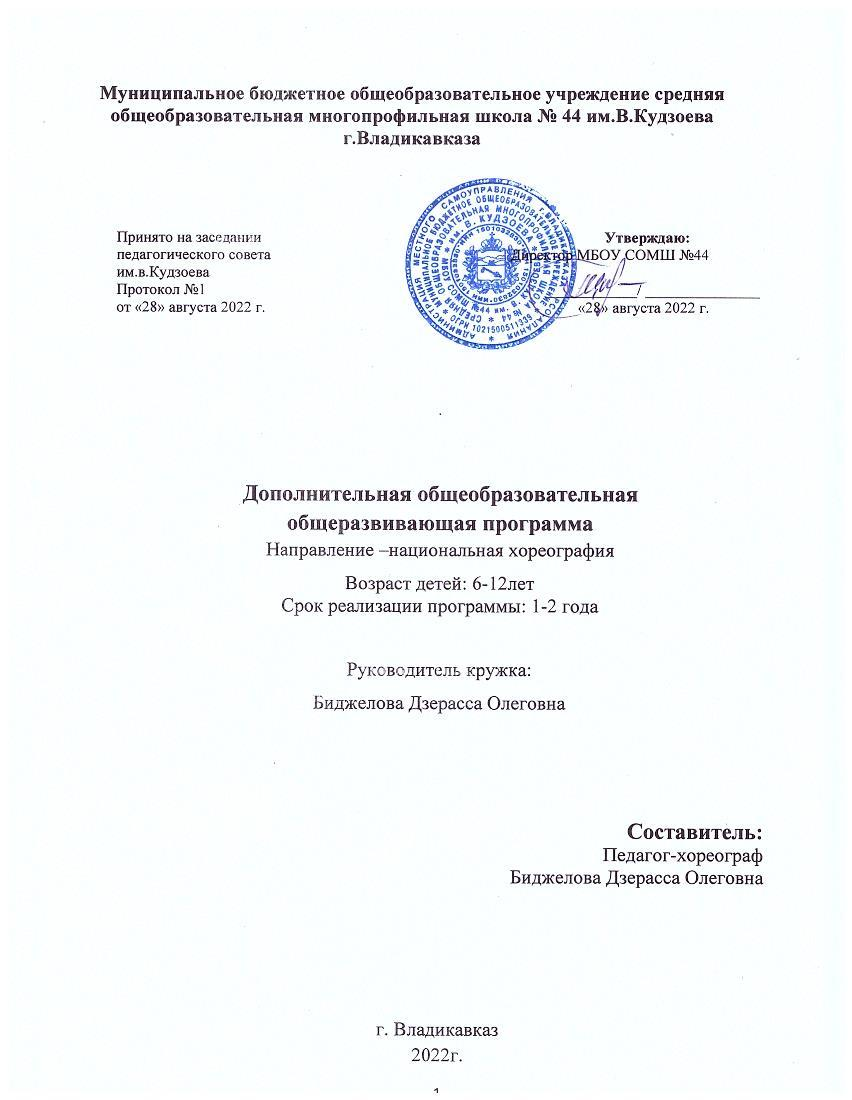 Муниципальное бюджетное общеобразовательное учреждение средняя
общеобразовательная многопрофильная школа № 44 им.В.Кудзоева
г.Владикавказа
Принято на заседании
педагогического совета
им.в.Кудзоева
Протокол №1
от «28» августа 2022 г.
Утверждаю:
Директор МБОУ СОМШ №44
«28» августа 2022 г.
Дополнительная общеобразовательная
общеразвивающая программа
Направление –национальная хореография
Возраст детей: 6-12лет
Срок реализации программы: 1-2 года
Руководитель кружка:
Биджелова Дзерасса Олеговна
Составитель:
Педагог-хореограф
Биджелова Дзерасса Олеговна
г. Владикавказ
2022г.
1